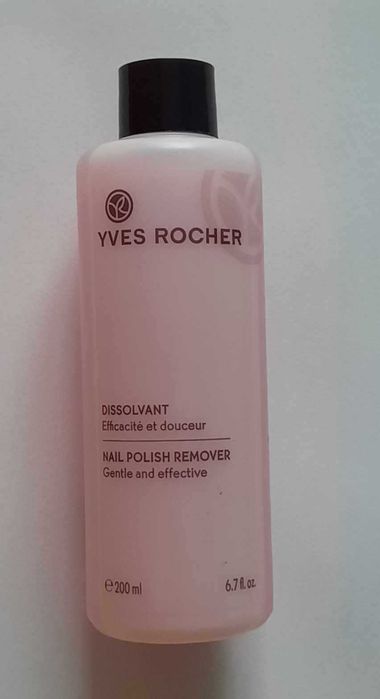 YVES ROCHER
DISSOLVANT
Efficacité et douceur
NAIL POLISH REMOVER
Gentle and effective
℮ 200 ml 6.7 fl. oz.